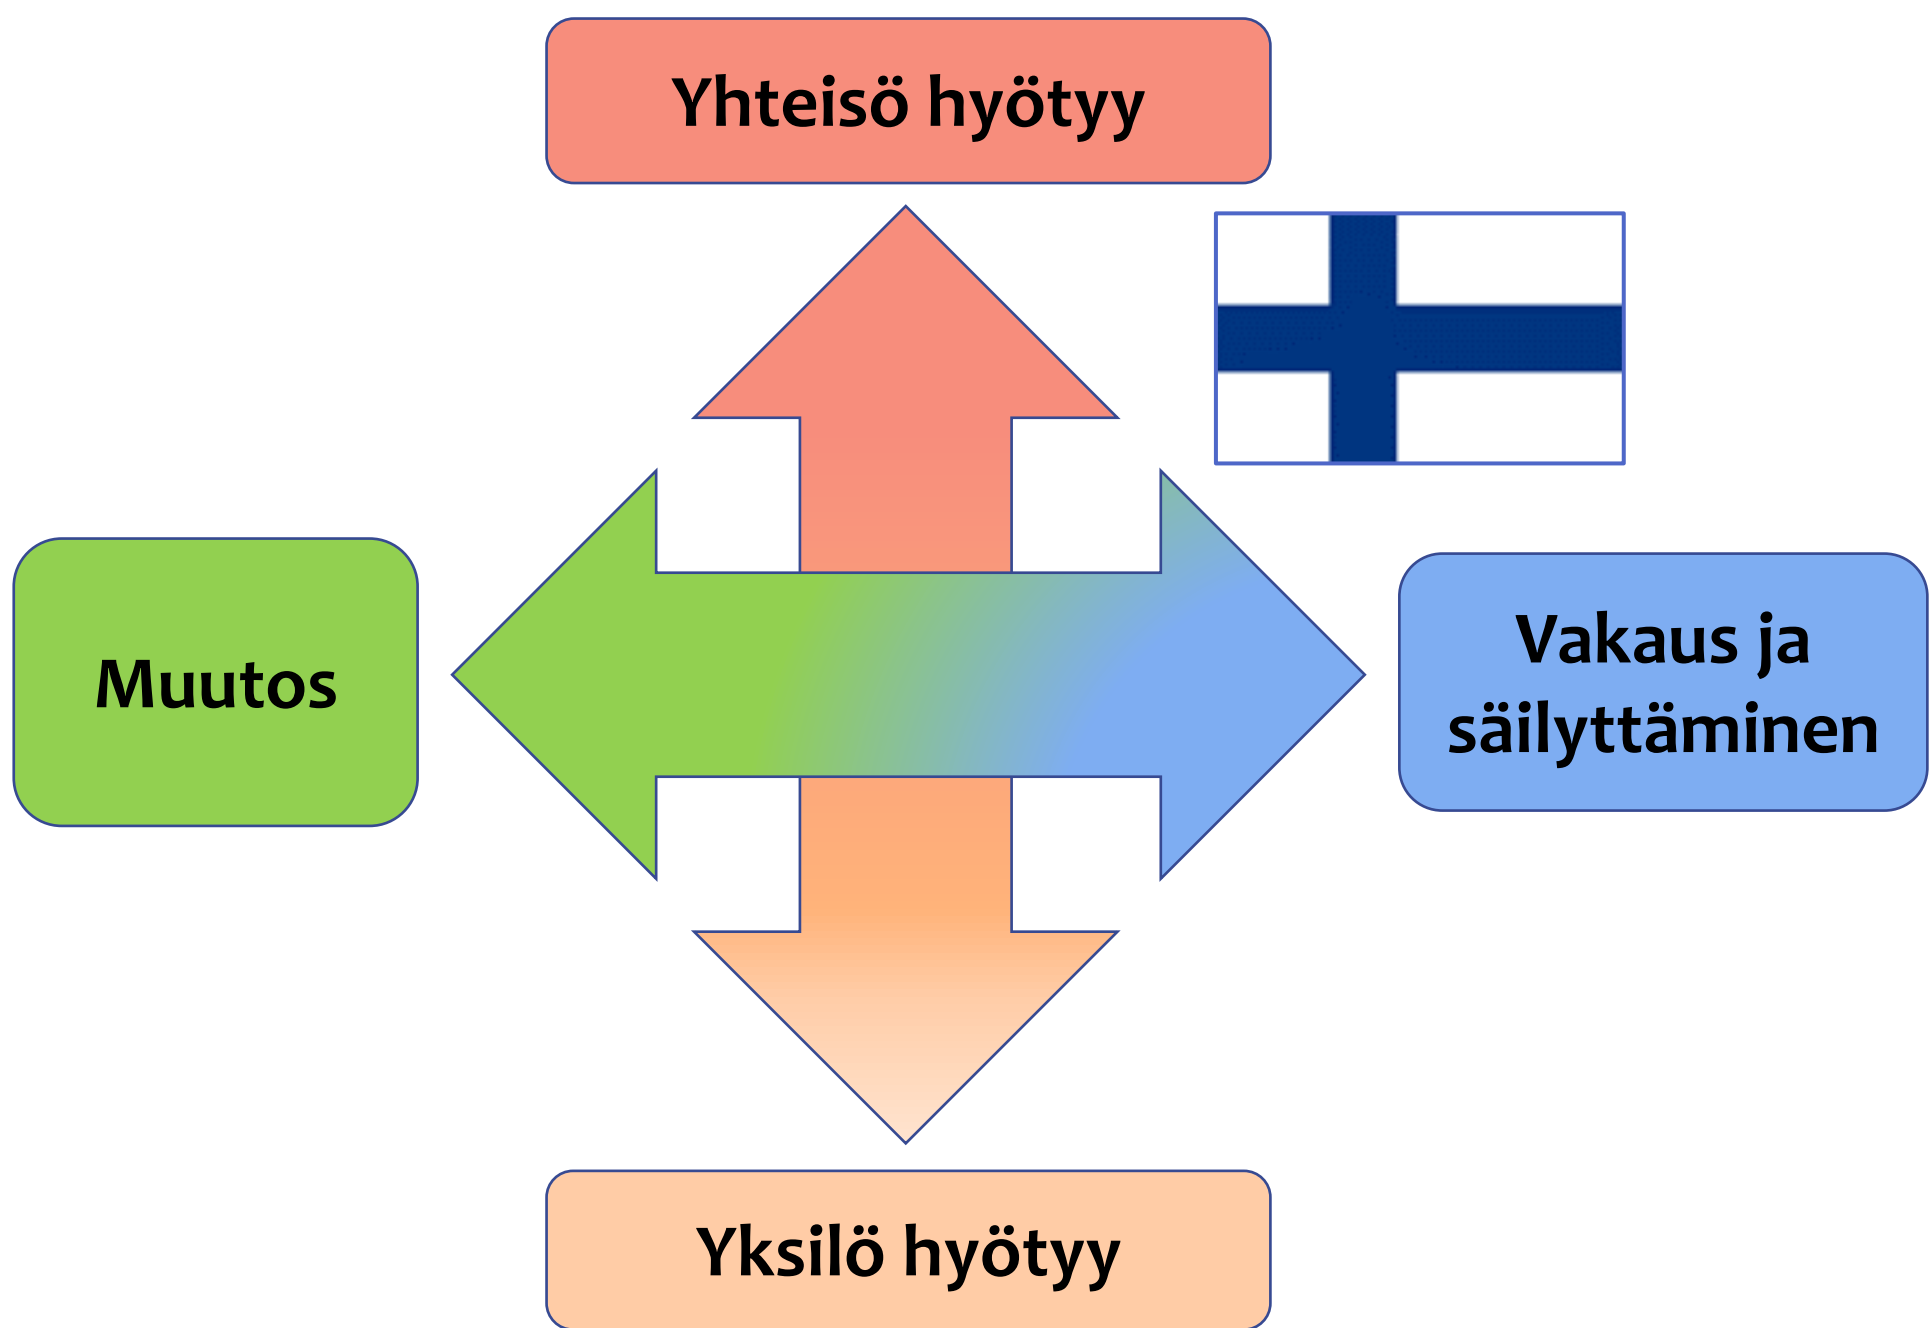 Yhteisö hyötyy
Muutos
Vakaus ja
säilyttäminen
Yksilö hyötyy